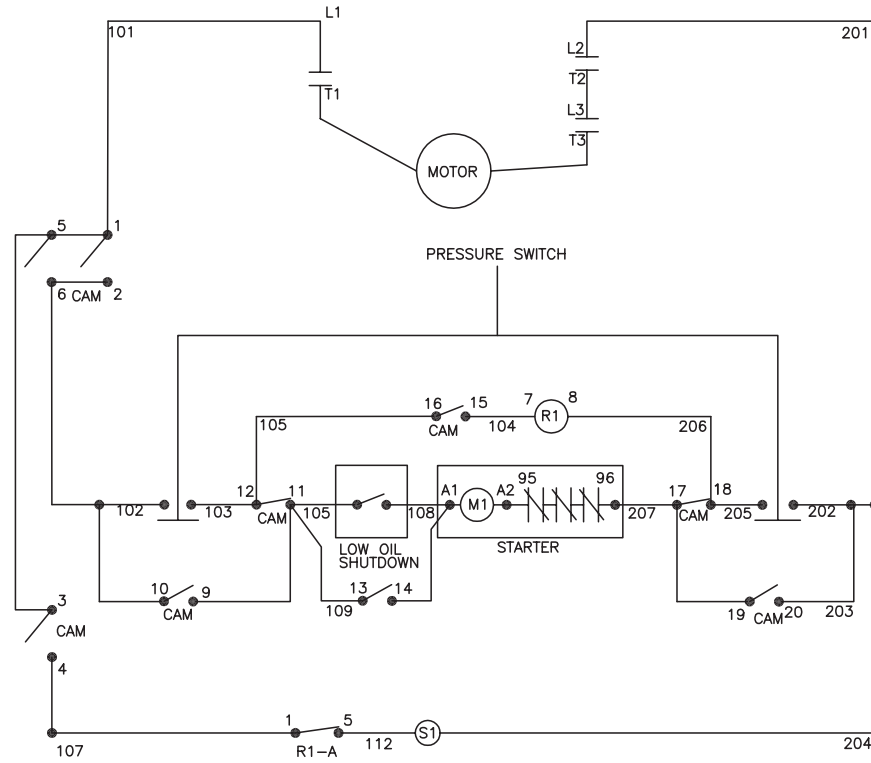 L1
101
201
L2
T2
T1
L3
T3
MOTOR
5
1
PRESSURE SWITCH
6
CAM
2
16
15
7
R1
8
105
CAM
104
206
12
11
A1
M1
A2
95
96
17
18
102
103
CAM
105
108
207
CAM
205
202
LOW OIL
SHUTDOWN
STARTER
10
9
CAM
13
14
109
19
CAM
20
203
3
CAM
4
1
5
S1
107
R1-A
112
204